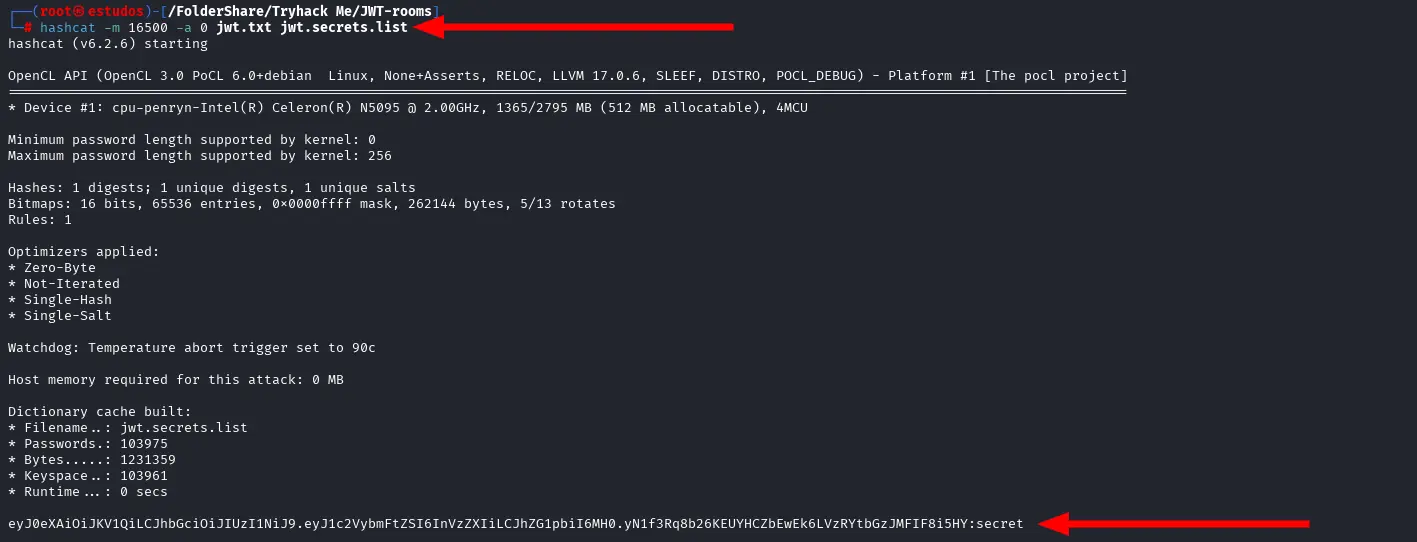 ┌──(root㉿estudos)-[/FolderShare/Tryhack Me/JWT-rooms]
└─# hashcat -m 16500 -a 0 jwt.txt jwt.secrets.list
hashcat (v6.2.6) starting
OpenCL API (OpenCL 3.0 PoCL 6.0+debian  Linux, None+Asserts, RELOC, LLVM 17.0.6, SLEEF, DISTRO, POCL_DEBUG) - Platform #1 [The pocl project]
============================================================================================================================================
* Device #1: cpu-penryn-Intel(R) Celeron(R) N5095 @ 2.00GHz, 1365/2795 MB (512 MB allocatable), 4MCU
Minimum password length supported by kernel: 0
Maximum password length supported by kernel: 256
Hashes: 1 digests; 1 unique digests, 1 unique salts
Bitmaps: 16 bits, 65536 entries, 0x0000ffff mask, 262144 bytes, 5/13 rotates
Rules: 1
Optimizers applied:
* Zero-Byte
* Not-Iterated
* Single-Hash
* Single-Salt
Watchdog: Temperature abort trigger set to 90c
Host memory required for this attack: 0 MB
Dictionary cache built:
* Filename..: jwt.secrets.list
* Passwords.: 103975
* Bytes.....: 1231359
* Keyspace..: 103961
* Runtime...: 0 secs
eyJ0eXAiOiJKV1QiLCJhbGciOiJIUzI1NiJ9.eyJ1c2VybmFtZSI6InVzZXIiLCJhZG1pbiI6MH0.yN1f3Rq8b26KEUYHCZbEwEk6LVzRYtbGzJMFIF8i5HY:secret